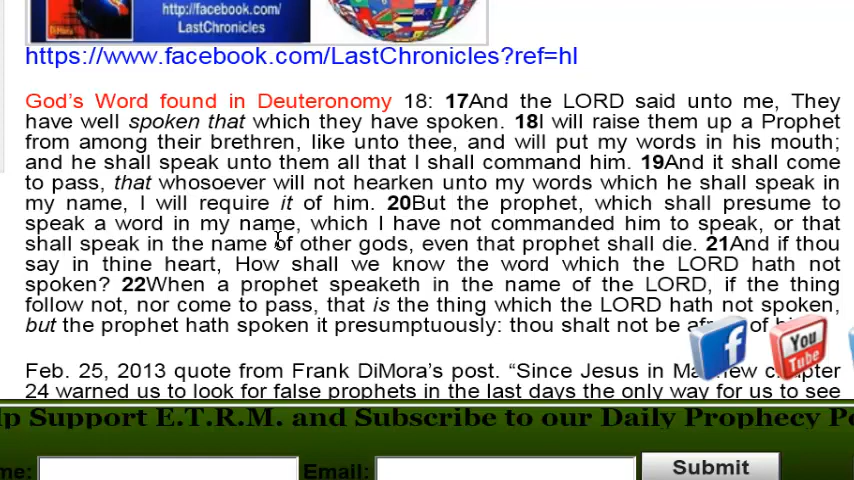 http://www.facebook.com/
LastChronicles
https://www.facebook.com/LastChronicles?ref=hl
God's Word found in Deuteronomy 18: 17And the LORD said unto me, They
have well spoken that which they have spoken. 18I will raise them up a Prophet
from among their brethren, like unto thee, and will put my words in his mouth;
and he shall speak unto them all that I shall command him. 19And it shall come
to pass, that whosoever will not hearken unto my words which he shall speak in
my name, I will require it of him. 20But the prophet, which shall presume to
speak a word in my name, which I have not commanded him to speak, or that
shall speak in the name of other gods, even that prophet shall die. 21And if thou
say in thine heart, How shall we know the word which the LORD hath not
spoken? 22When a prophet speaketh in the name of the LORD, if the thing
follow not, nor come to pass, that is the thing which the LORD hath not spoken,
but the prophet hath spoken it presumptuously: thou shalt not be of
Feb. 25, 2013 quote from Frank DiMora's post. "Since Jesus in chapter
24 warned us to look for false prophets in the last days the only way for us to see
You
Tube
lp Support E.T.R.M. and Subscribe to our Daily Prophecy Po
me: Email: Submit